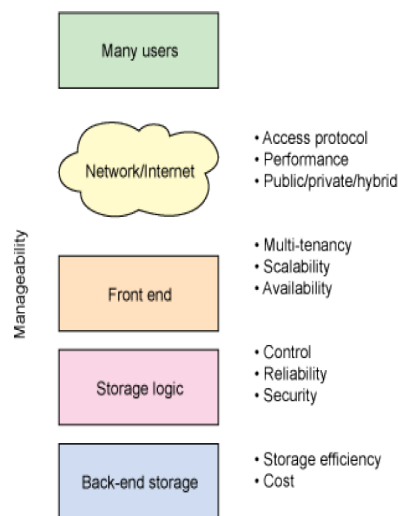 Many users
Network/Internet
• Access protocol
• Performance
• Public/private/hybrid
Manageability
Front end
• Multi-tenancy
• Scalability
• Availability
Storage logic
• Control
• Reliability
• Security
Back-end storage
• Storage efficiency
• Cost